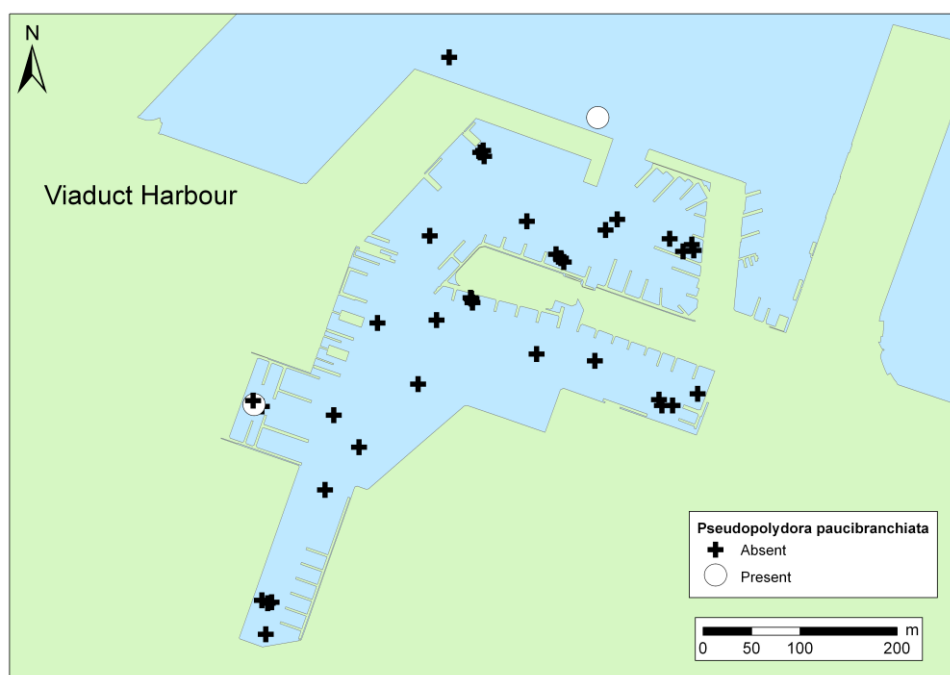 N
Viaduct Harbour
Pseudopolydora paucibranchiata
Absent
Present
m
0 50 100 200